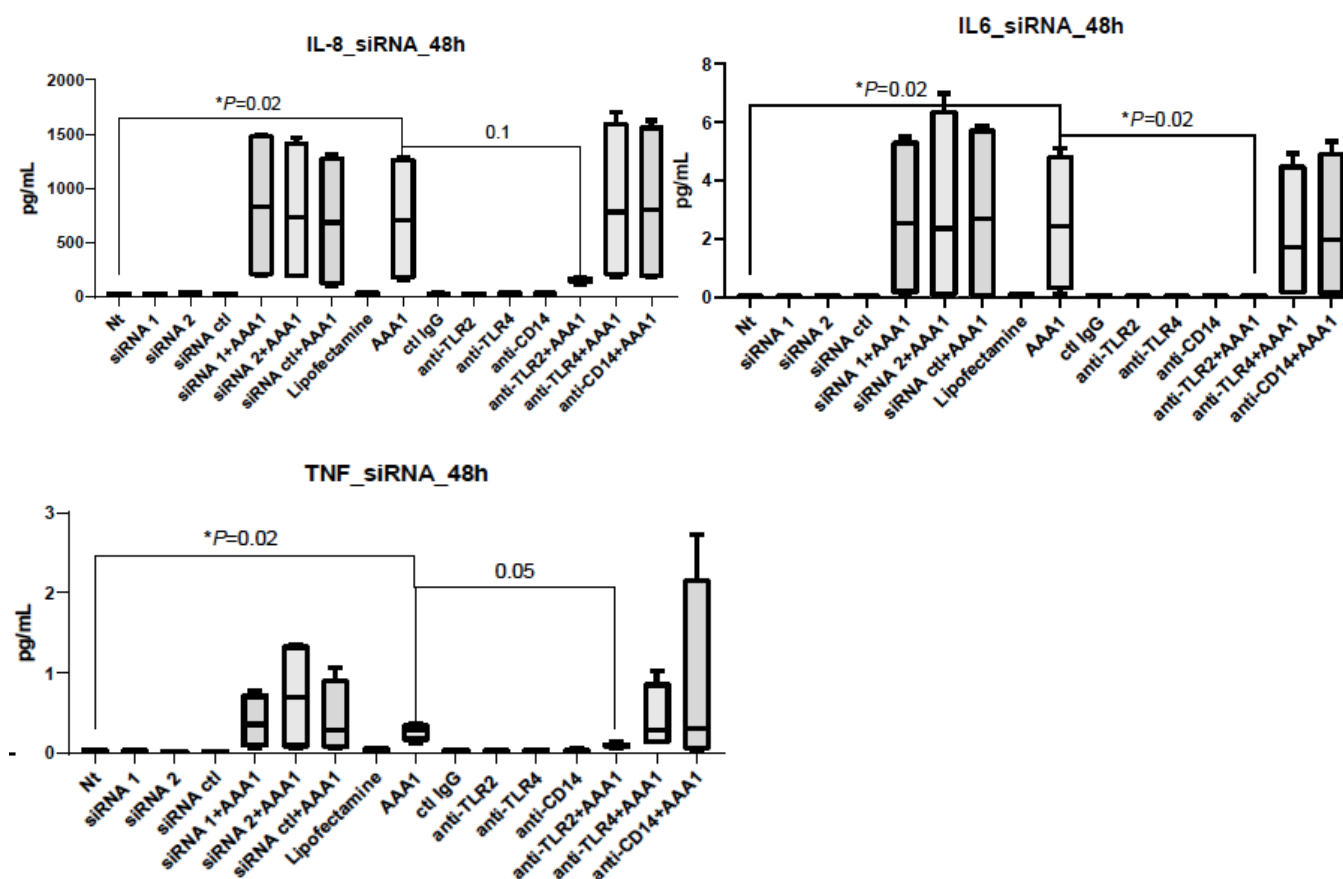 IL-8_siRNA_48h
2000
1500
1000
500
0
pg/mL
*P=0.02
0.1
Nt
siRNA 1
siRNA 2
siRNA ctl
siRNA 1+AAA1
siRNA 2+AAA1
siRNA ctl+AAA1
Lipofectamine
AAA1
ctl IgG
anti-TLR2
anti-TLR4
anti-CD14
anti-TLR2+AAA1
anti-TLR4+AAA1
anti-CD14+AAA1
IL6_siRNA_48h
8
6
4
2
0
pg/mL
*P=0.02
*P=0.02
Nt
siRNA 1
siRNA 2
siRNA ctl
siRNA 1+AAA1
siRNA 2+AAA1
siRNA ctl+AAA1
Lipofectamine
AAA1
ctl IgG
anti-TLR2
anti-TLR4
anti-CD14
anti-TLR2+AAA1
anti-TLR4+AAA1
anti-CD14+AAA1
TNF_siRNA_48h
3
2
1
0
pg/mL
*P=0.02
0.05
Nt
siRNA 1
siRNA 2
siRNA ctl
siRNA 1+AAA1
siRNA 2+AAA1
siRNA ctl+AAA1
Lipofectamine
AAA1
ctl IgG
anti-TLR2
anti-TLR4
anti-CD14
anti-TLR2+AAA1
anti-TLR4+AAA1
anti-CD14+AAA1